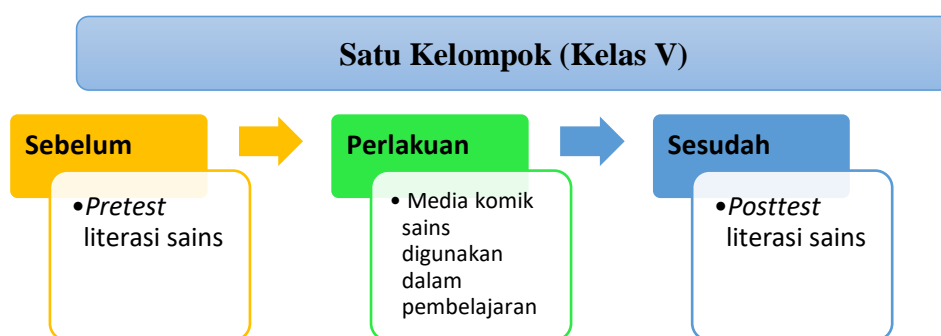 Satu Kelompok (Kelas V)
Sebelum
•Pretest
literasi sains
Perlakuan
• Media komik
sains
digunakan
dalam
pembelajaran
Sesudah
•Posttest
literasi sains